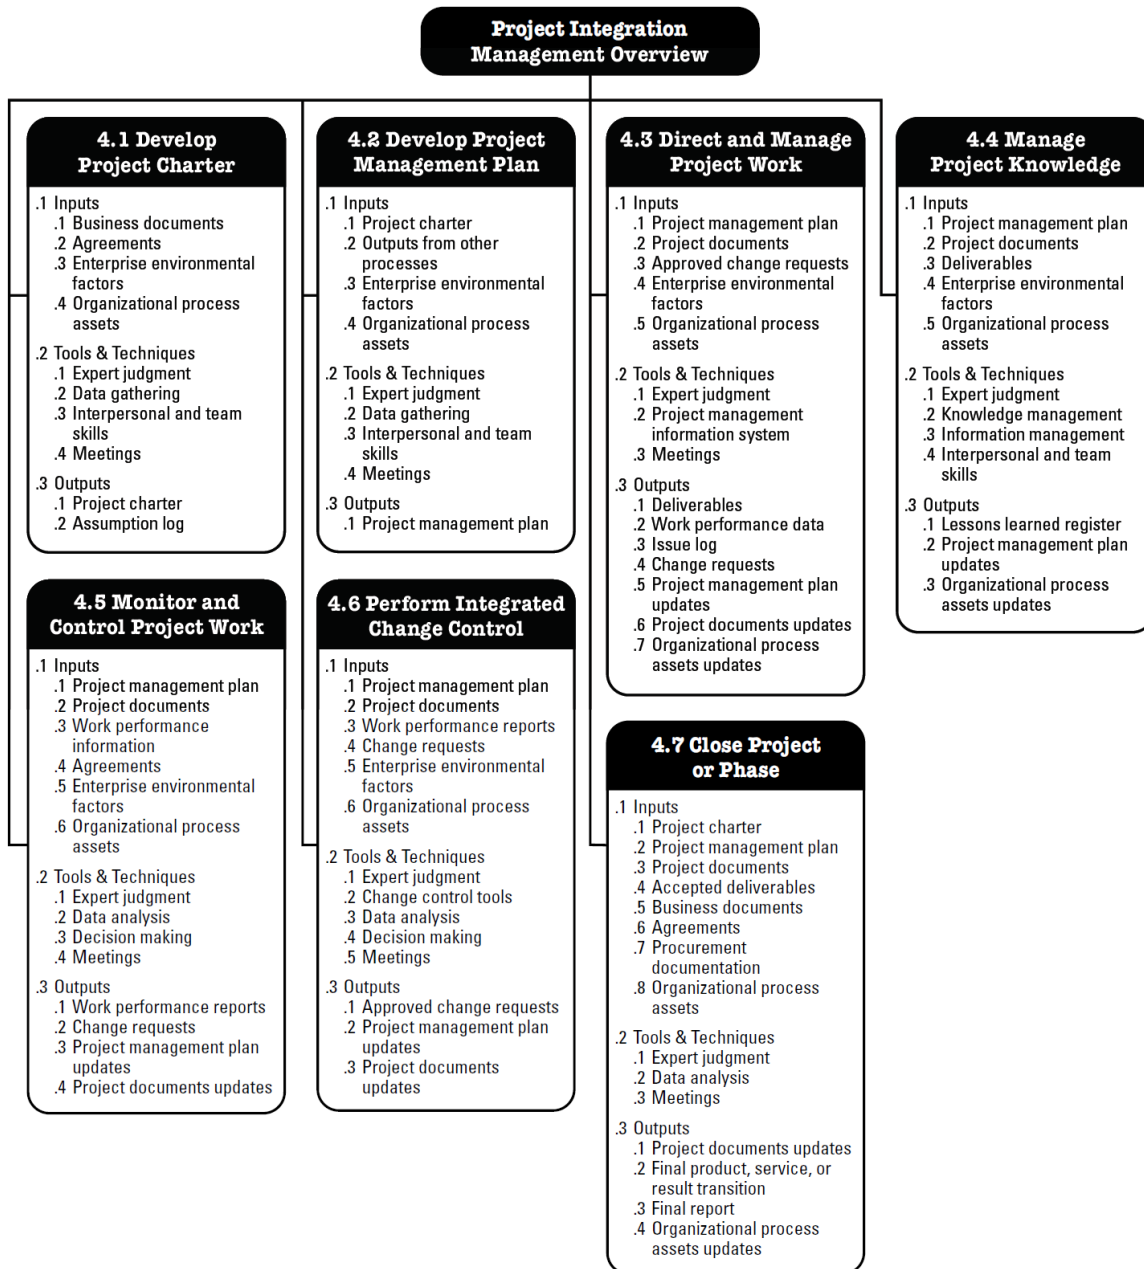 Project Integration
Management Overview
4.1 Develop
Project Charter
.1 Inputs
.1 Business documents
.2 Agreements
.3 Enterprise environmental
factors
.4 Organizational process
assets
.2 Tools & Techniques
.1 Expert judgment
.2 Data gathering
.3 Interpersonal and team
skills
.4 Meetings
.3 Outputs
.1 Project charter
.2 Assumption log
4.2 Develop Project
Management Plan
.1 Inputs
.1 Project charter
.2 Outputs from other
processes
.3 Enterprise environmental
factors
.4 Organizational process
assets
.2 Tools & Techniques
.1 Expert judgment
.2 Data gathering
.3 Interpersonal and team
skills
.4 Meetings
.3 Outputs
.1 Project management plan
4.3 Direct and Manage
Project Work
.1 Inputs
.1 Project management plan
.2 Project documents
.3 Approved change requests
.4 Enterprise environmental
factors
.5 Organizational process
assets
.2 Tools & Techniques
.1 Expert judgment
.2 Project management
information system
.3 Meetings
.3 Outputs
.1 Deliverables
.2 Work performance data
.3 Issue log
.4 Change requests
.5 Project management plan
updates
.6 Project documents updates
.7 Organizational process
assets updates
4.4 Manage
Project Knowledge
.1 Inputs
.1 Project management plan
.2 Project documents
.3 Deliverables
.4 Enterprise environmental
factors
.5 Organizational process
assets
.2 Tools & Techniques
.1 Expert judgment
.2 Knowledge management
.3 Information management
.4 Interpersonal and team
skills
.3 Outputs
.1 Lessons learned register
.2 Project management plan
updates
.3 Organizational process
assets updates
4.5 Monitor and
Control Project Work
.1 Inputs
.1 Project management plan
.2 Project documents
.3 Work performance
information
.4 Agreements
.5 Enterprise environmental
factors
.6 Organizational process
assets
.2 Tools & Techniques
.1 Expert judgment
.2 Data analysis
.3 Decision making
.4 Meetings
.3 Outputs
.1 Work performance reports
.2 Change requests
.3 Project management plan
updates
.4 Project documents updates
4.6 Perform Integrated
Change Control
.1 Inputs
.1 Project management plan
.2 Project documents
.3 Work performance reports
.4 Change requests
.5 Enterprise environmental
factors
.6 Organizational process
assets
.2 Tools & Techniques
.1 Expert judgment
.2 Change control tools
.3 Data analysis
.4 Decision making
.5 Meetings
.3 Outputs
.1 Approved change requests
.2 Project management plan
updates
.3 Project documents
updates
4.7 Close Project
or Phase
.1 Inputs
.1 Project charter
.2 Project management plan
.3 Project documents
.4 Accepted deliverables
.5 Business documents
.6 Agreements
.7 Procurement
documentation
.8 Organizational process
assets
.2 Tools & Techniques
.1 Expert judgment
.2 Data analysis
.3 Meetings
.3 Outputs
.1 Project documents updates
.2 Final product, service, or
result transition
.3 Final report
.4 Organizational process
assets updates